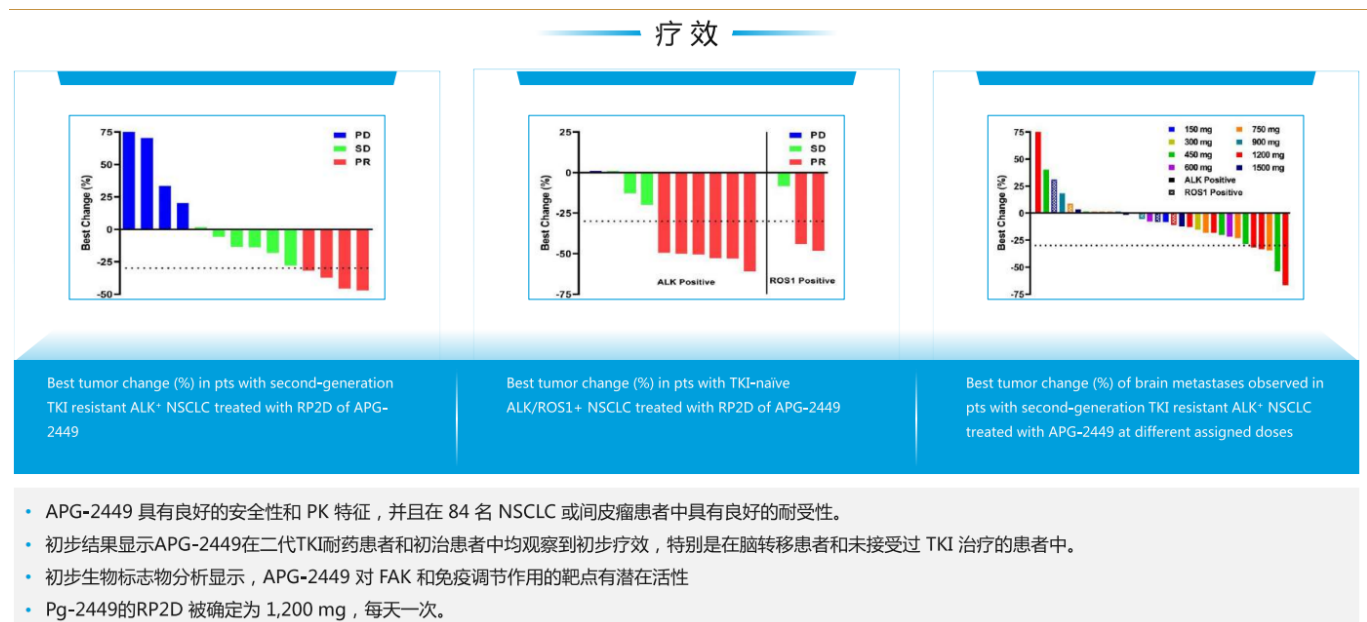 疗效
75
50
25
0
-25
-50
Best Change (%)
PD
SD
PR
25
0
-25
-50
-75
Best Change (%)
PD
SD
PR
ALK Positive
ROS1 Positive
75
50
25
0
-25
-50
-75
Best Change (%)
150 mg
300 mg
450 mg
600 mg
750 mg
900 mg
1200 mg
1500 mg
ALK Positive
ROS1 Positive
Best tumor change (%) in pts with second-generation
TKI resistant ALK⁺ NSCLC treated with RP2D of APG-
2449
Best tumor change (%) in pts with TKI-naïve
ALK/ROS1+ NSCLC treated with RP2D of APG-2449
Best tumor change (%) of brain metastases observed in
pts with second-generation TKI resistant ALK⁺ NSCLC
treated with APG-2449 at different assigned doses
• APG-2449 具有良好的安全性和 PK 特征，并且在 84 名 NSCLC 或间皮瘤患者中具有良好的耐受性。
• 初步结果显示APG-2449在二代TKI耐药患者和初治患者中均观察到初步疗效，特别是在脑转移患者和未接受过 TKI 治疗的患者中。
• 初步生物标志物分析显示，APG-2449 对 FAK 和免疫调节作用的靶点有潜在活性
• Pg-2449的RP2D 被确定为 1,200 mg，每天一次。